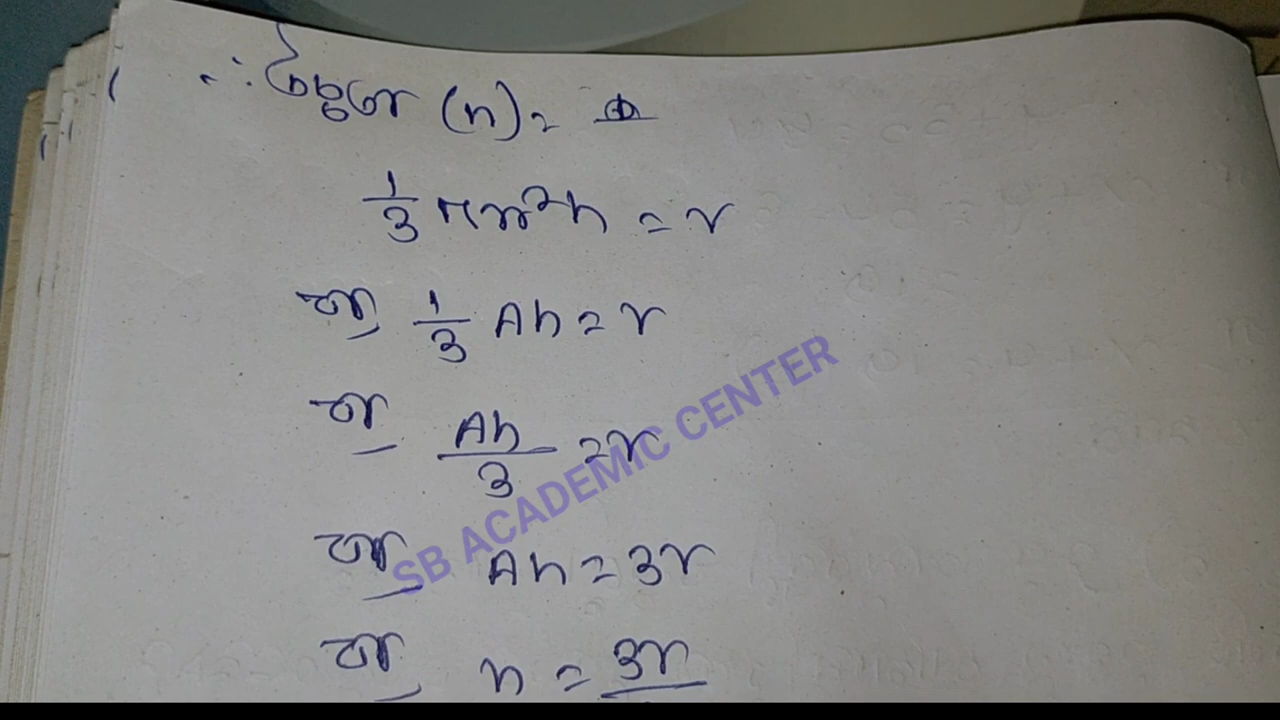 ∴ উচ্চতা (h) =
1/3 πr²h = v
বা, 1/3 Ah = v
বা, Ah/3 = v
বা, Ah = 3v
বা, h = 3v
SB ACADEMIC CENTER